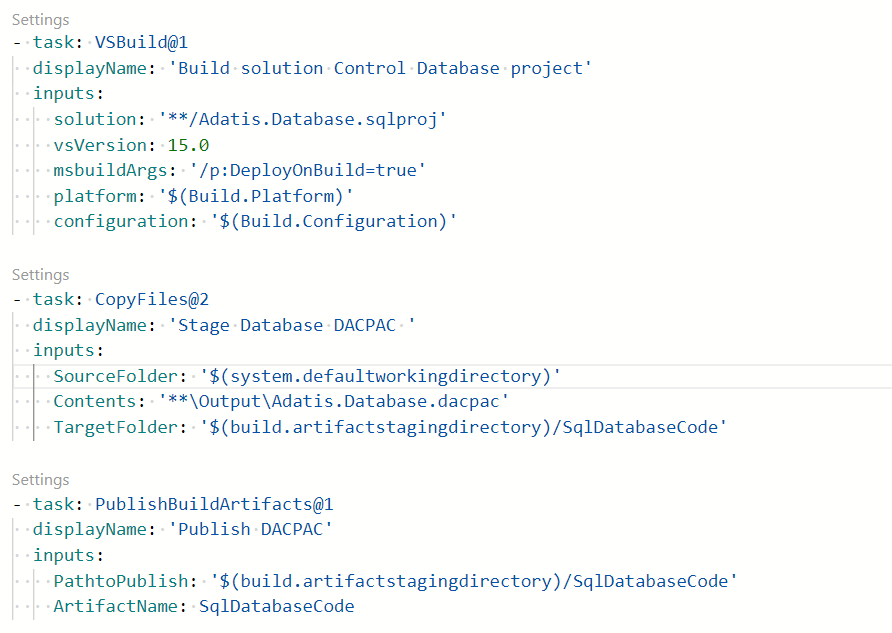 Settings
- task: VSBuild@1
  displayName: 'Build solution Control Database project'
  inputs:
    solution: '**/Adatis.Database.sqlproj'
    vsVersion: 15.0
    msbuildArgs: '/p:DeployOnBuild=true'
    platform: '$(Build.Platform)'
    configuration: '$(Build.Configuration)'
Settings
- task: CopyFiles@2
  displayName: 'Stage Database DACPAC '
  inputs:
    SourceFolder: '$(system.defaultworkingdirectory)'
    Contents: '**\Output\Adatis.Database.dacpac'
    TargetFolder: '$(build.artifactstagingdirectory)/SqlDatabaseCode'
Settings
- task: PublishBuildArtifacts@1
  displayName: 'Publish DACPAC'
  inputs:
    PathtoPublish: '$(build.artifactstagingdirectory)/SqlDatabaseCode'
    ArtifactName: SqlDatabaseCode